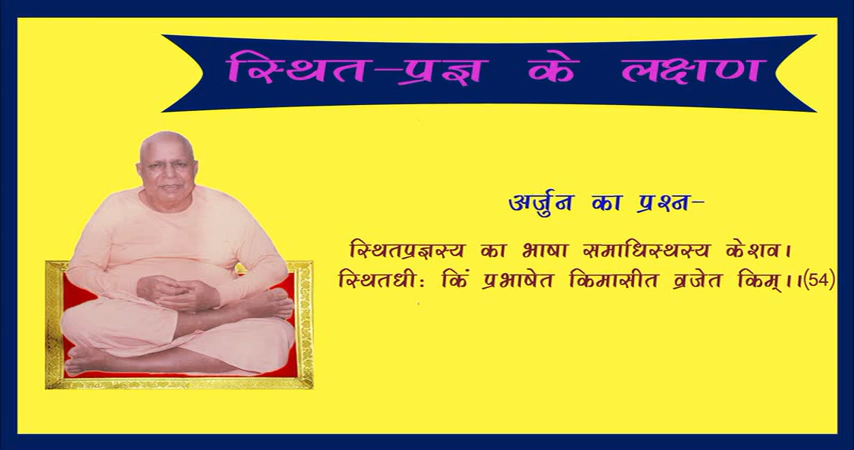 स्थित-प्रज्ञ के लक्षण
अर्जुन का प्रश्न-
स्थितप्रज्ञस्य का भाषा समाधिस्थस्य केशव।
स्थितधीः किं प्रभाषेत किमासीत व्रजेत किम्।।(54)